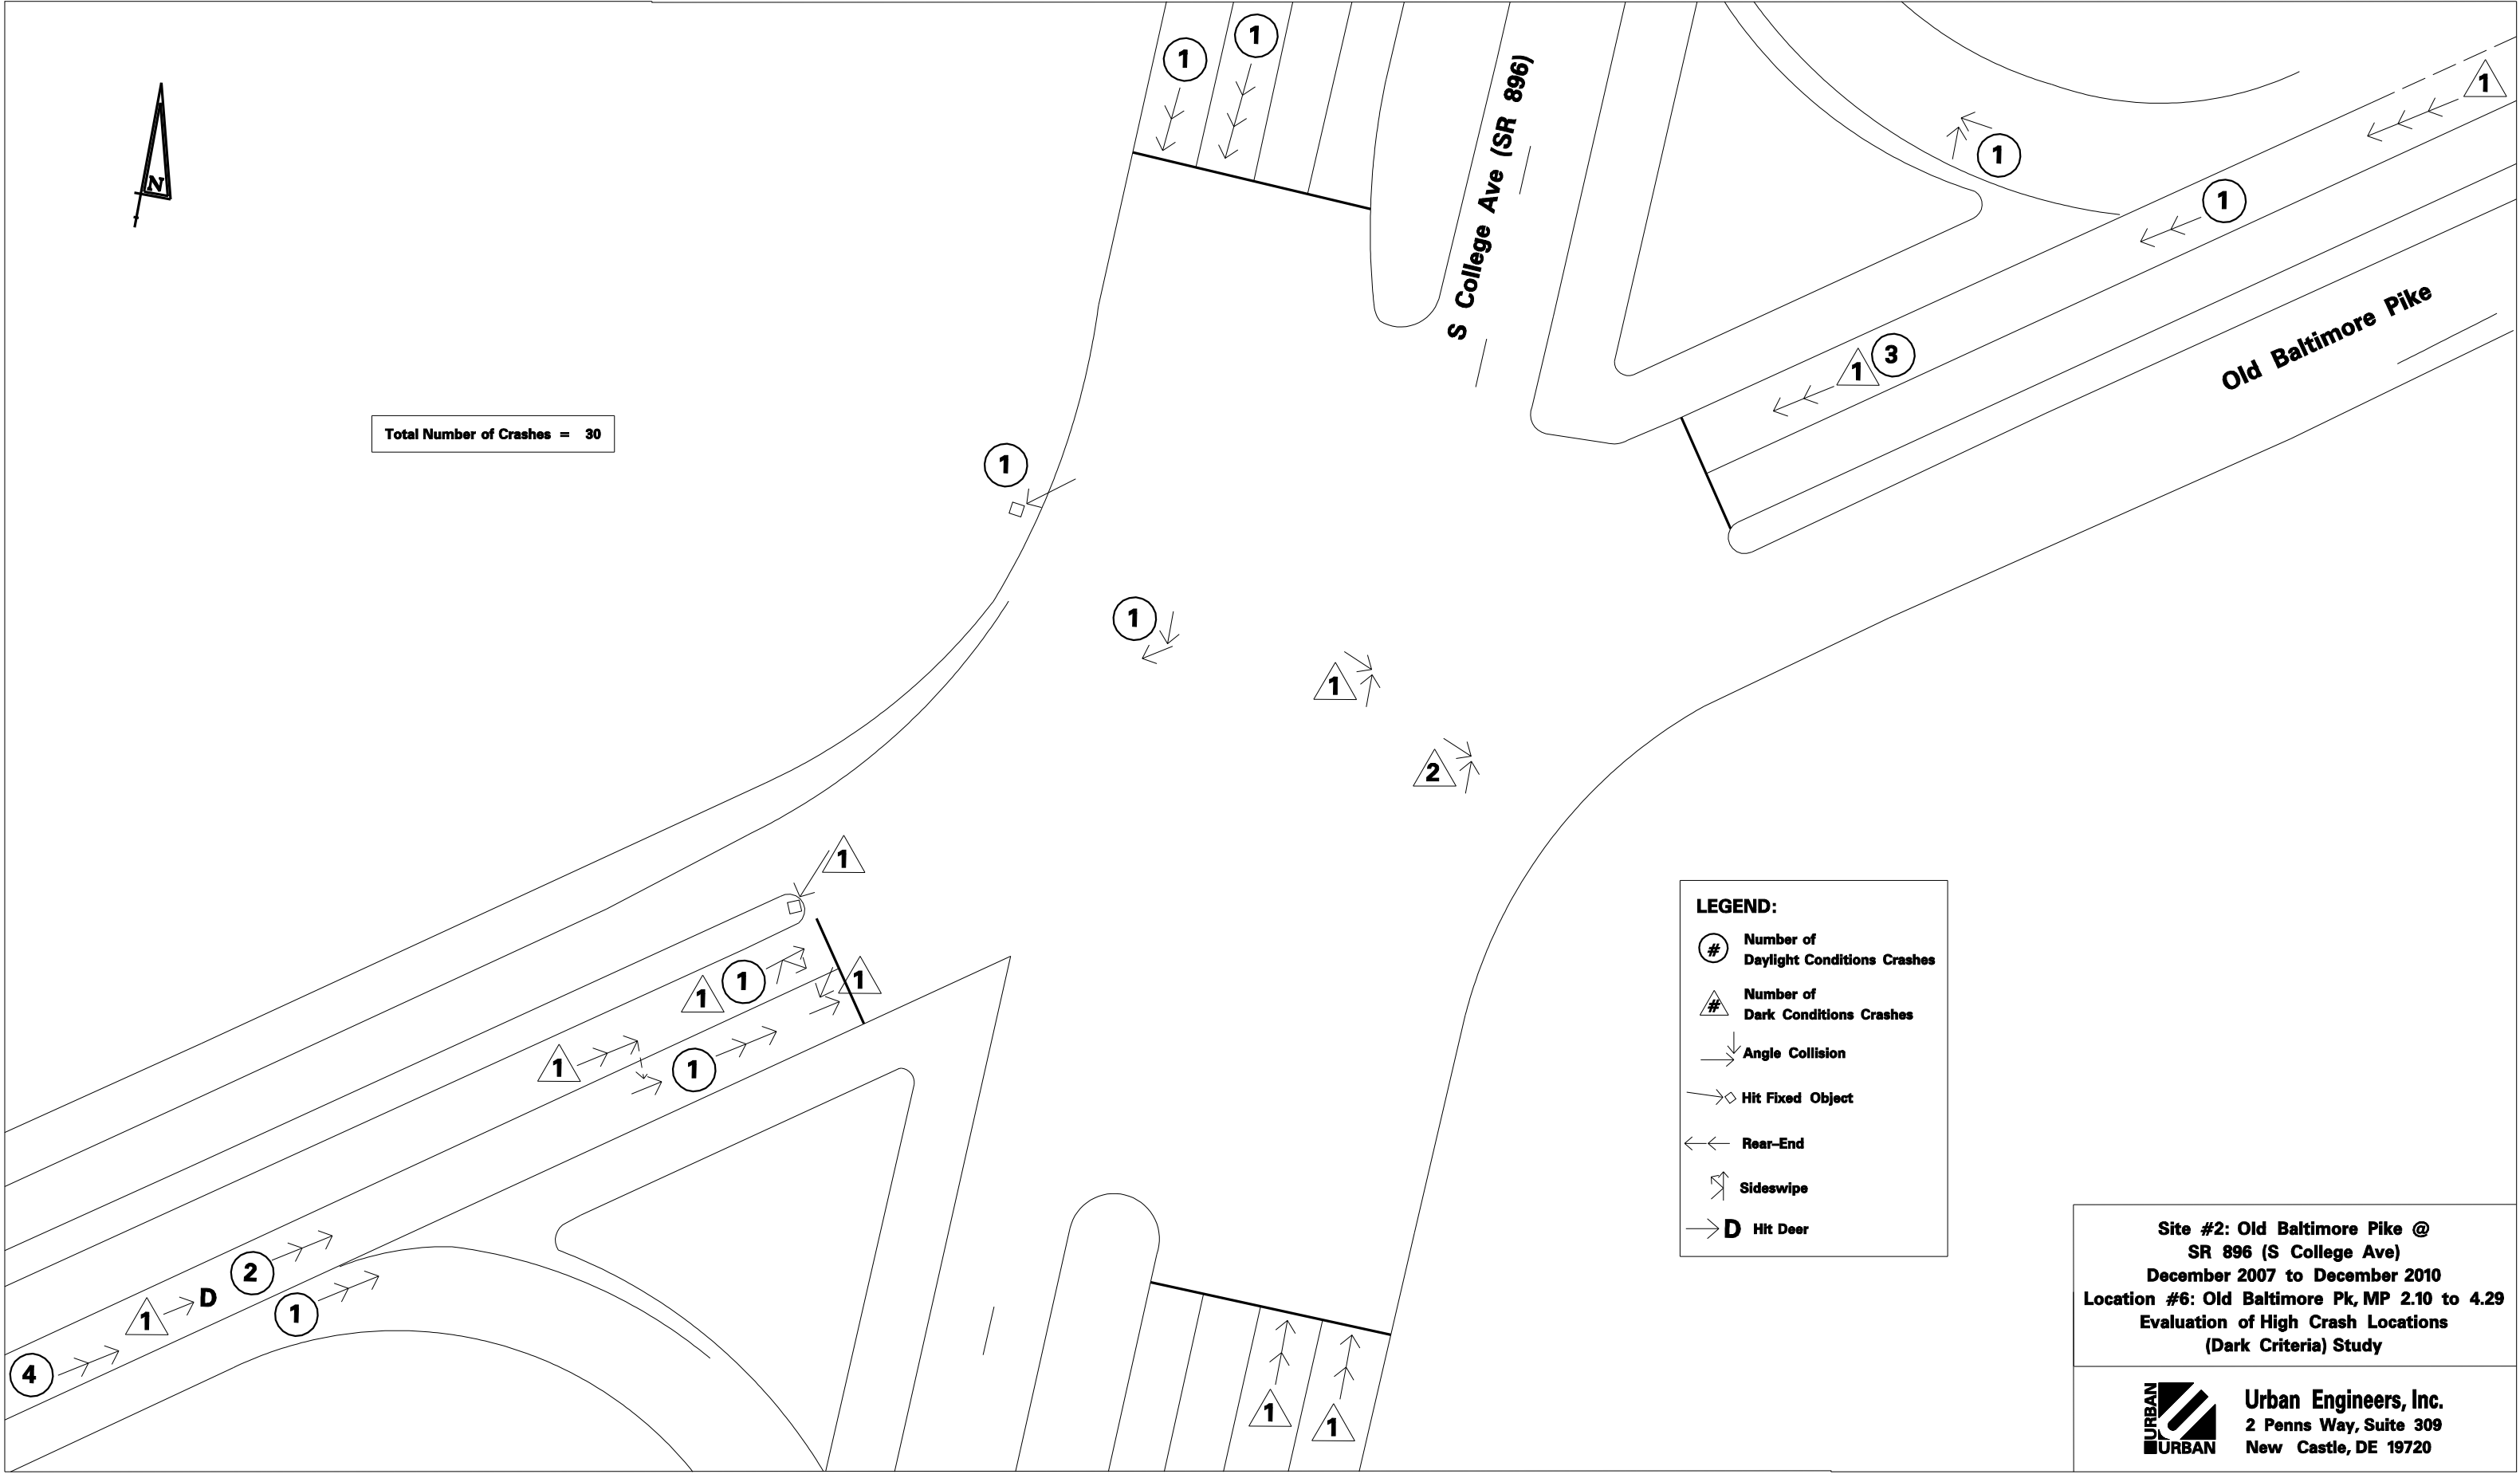 1
1
1
N
S College Ave (SR 896)
1
1
1 3
Old Baltimore Pike
Total Number of Crashes = 30
1
1
1
2
1
1 1
1
1
1
2
1
D
1
4
1
1
LEGEND:
# Number of
Daylight Conditions Crashes
# Number of
Dark Conditions Crashes
Angle Collision
Hit Fixed Object
Rear-End
Sideswipe
D Hit Deer
Site #2: Old Baltimore Pike @
SR 896 (S College Ave)
December 2007 to December 2010
Location #6: Old Baltimore Pk, MP 2.10 to 4.29
Evaluation of High Crash Locations
(Dark Criteria) Study
URBAN
URBAN
Urban Engineers, Inc.
2 Penns Way, Suite 309
New Castle, DE 19720